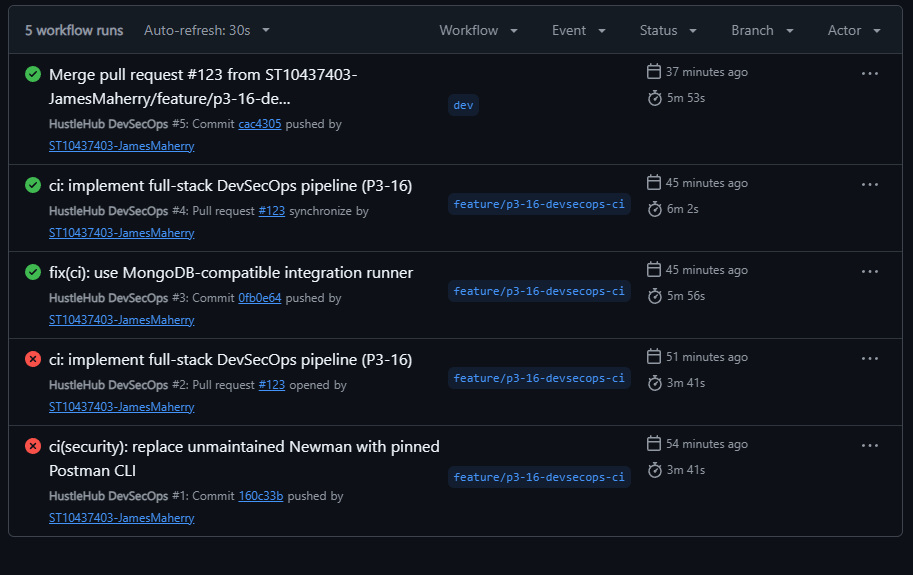 5 workflow runs Auto-refresh: 30s Workflow Event Status Branch Actor
Merge pull request #123 from ST10437403-
JamesMaherry/feature/p3-16-de...
HustleHub DevSecOps #5: Commit cac4305 pushed by
ST10437403-JamesMaherry
dev
37 minutes ago
5m 53s
ci: implement full-stack DevSecOps pipeline (P3-16)
HustleHub DevSecOps #4: Pull request #123 synchronize by
ST10437403-JamesMaherry
feature/p3-16-devsecops-ci
45 minutes ago
6m 2s
fix(ci): use MongoDB-compatible integration runner
HustleHub DevSecOps #3: Commit 0fb0e64 pushed by
ST10437403-JamesMaherry
feature/p3-16-devsecops-ci
45 minutes ago
5m 56s
ci: implement full-stack DevSecOps pipeline (P3-16)
HustleHub DevSecOps #2: Pull request #123 opened by
ST10437403-JamesMaherry
feature/p3-16-devsecops-ci
51 minutes ago
3m 41s
ci(security): replace unmaintained Newman with pinned
Postman CLI
HustleHub DevSecOps #1: Commit 160c33b pushed by
ST10437403-JamesMaherry
feature/p3-16-devsecops-ci
54 minutes ago
3m 41s